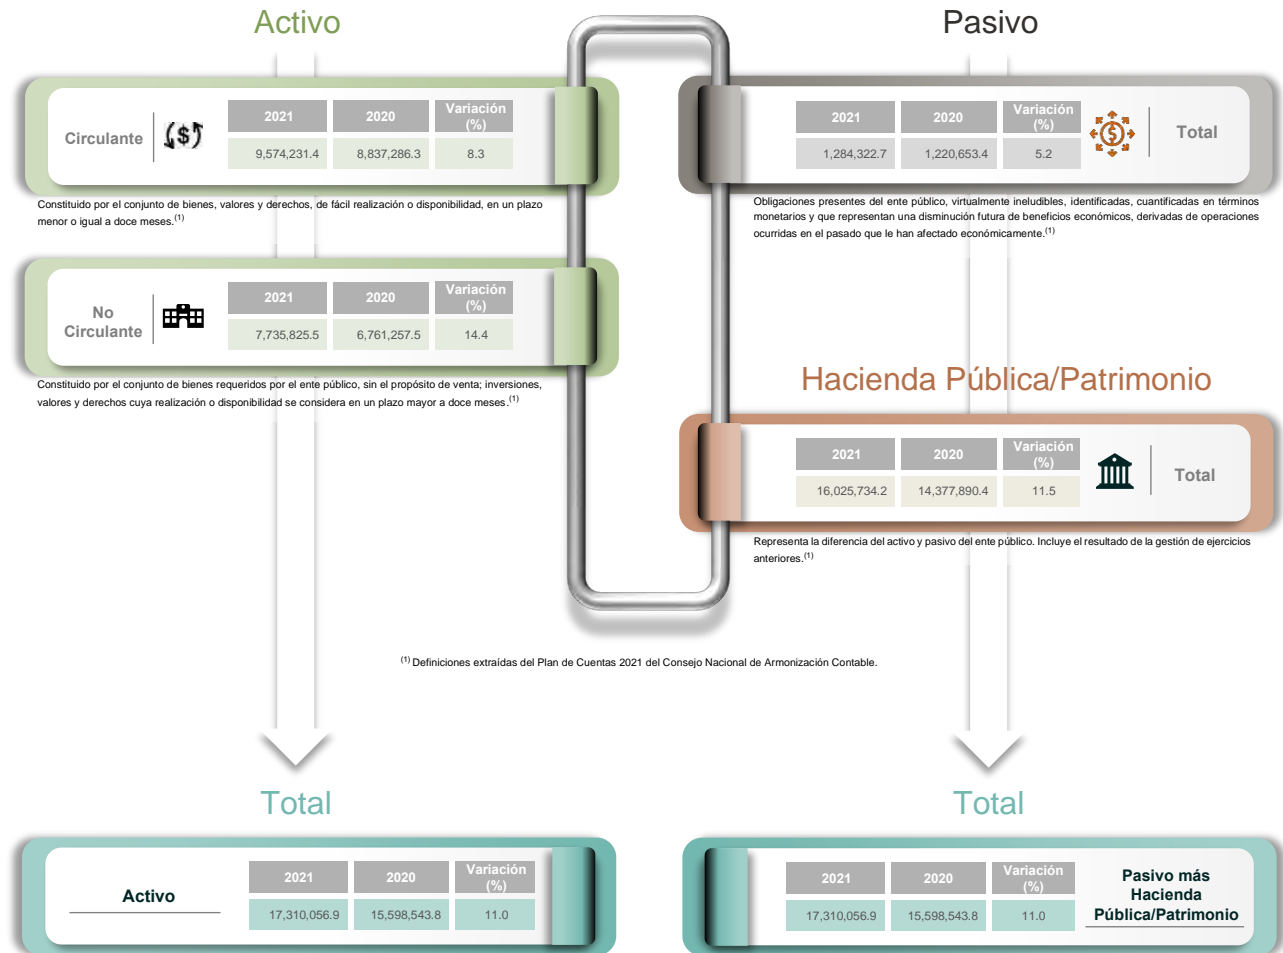 Activo
Circulante
2021 2020 Variación
(%)
9,574,231.4 8,837,286.3 8.3
Constituido por el conjunto de bienes, valores y derechos, de fácil realización o disponibilidad, en un plazo
menor o igual a doce meses.(1)
No
Circulante
2021 2020 Variación
(%)
7,735,825.5 6,761,257.5 14.4
Constituido por el conjunto de bienes requeridos por el ente público, sin el propósito de venta; inversiones,
valores y derechos cuya realización o disponibilidad se considera en un plazo mayor a doce meses.(1)
Pasivo
2021 2020 Variación
(%)
1,284,322.7 1,220,653.4 5.2
Total
Obligaciones presentes del ente público, virtualmente ineludibles, identificadas, cuantificadas en términos
monetarios y que representan una disminución futura de beneficios económicos, derivadas de operaciones
ocurridas en el pasado que le han afectado económicamente.(1)
Hacienda Pública/Patrimonio
2021 2020 Variación
(%)
16,025,734.2 14,377,890.4 11.5
Total
Representa la diferencia del activo y pasivo del ente público. Incluye el resultado de la gestión de ejercicios
anteriores.(1)
(1) Definiciones extraídas del Plan de Cuentas 2021 del Consejo Nacional de Armonización Contable.
Total
Activo
2021 2020 Variación
(%)
17,310,056.9 15,598,543.8 11.0
Total
2021 2020 Variación
(%)
17,310,056.9 15,598,543.8 11.0
Pasivo más
Hacienda
Pública/Patrimonio